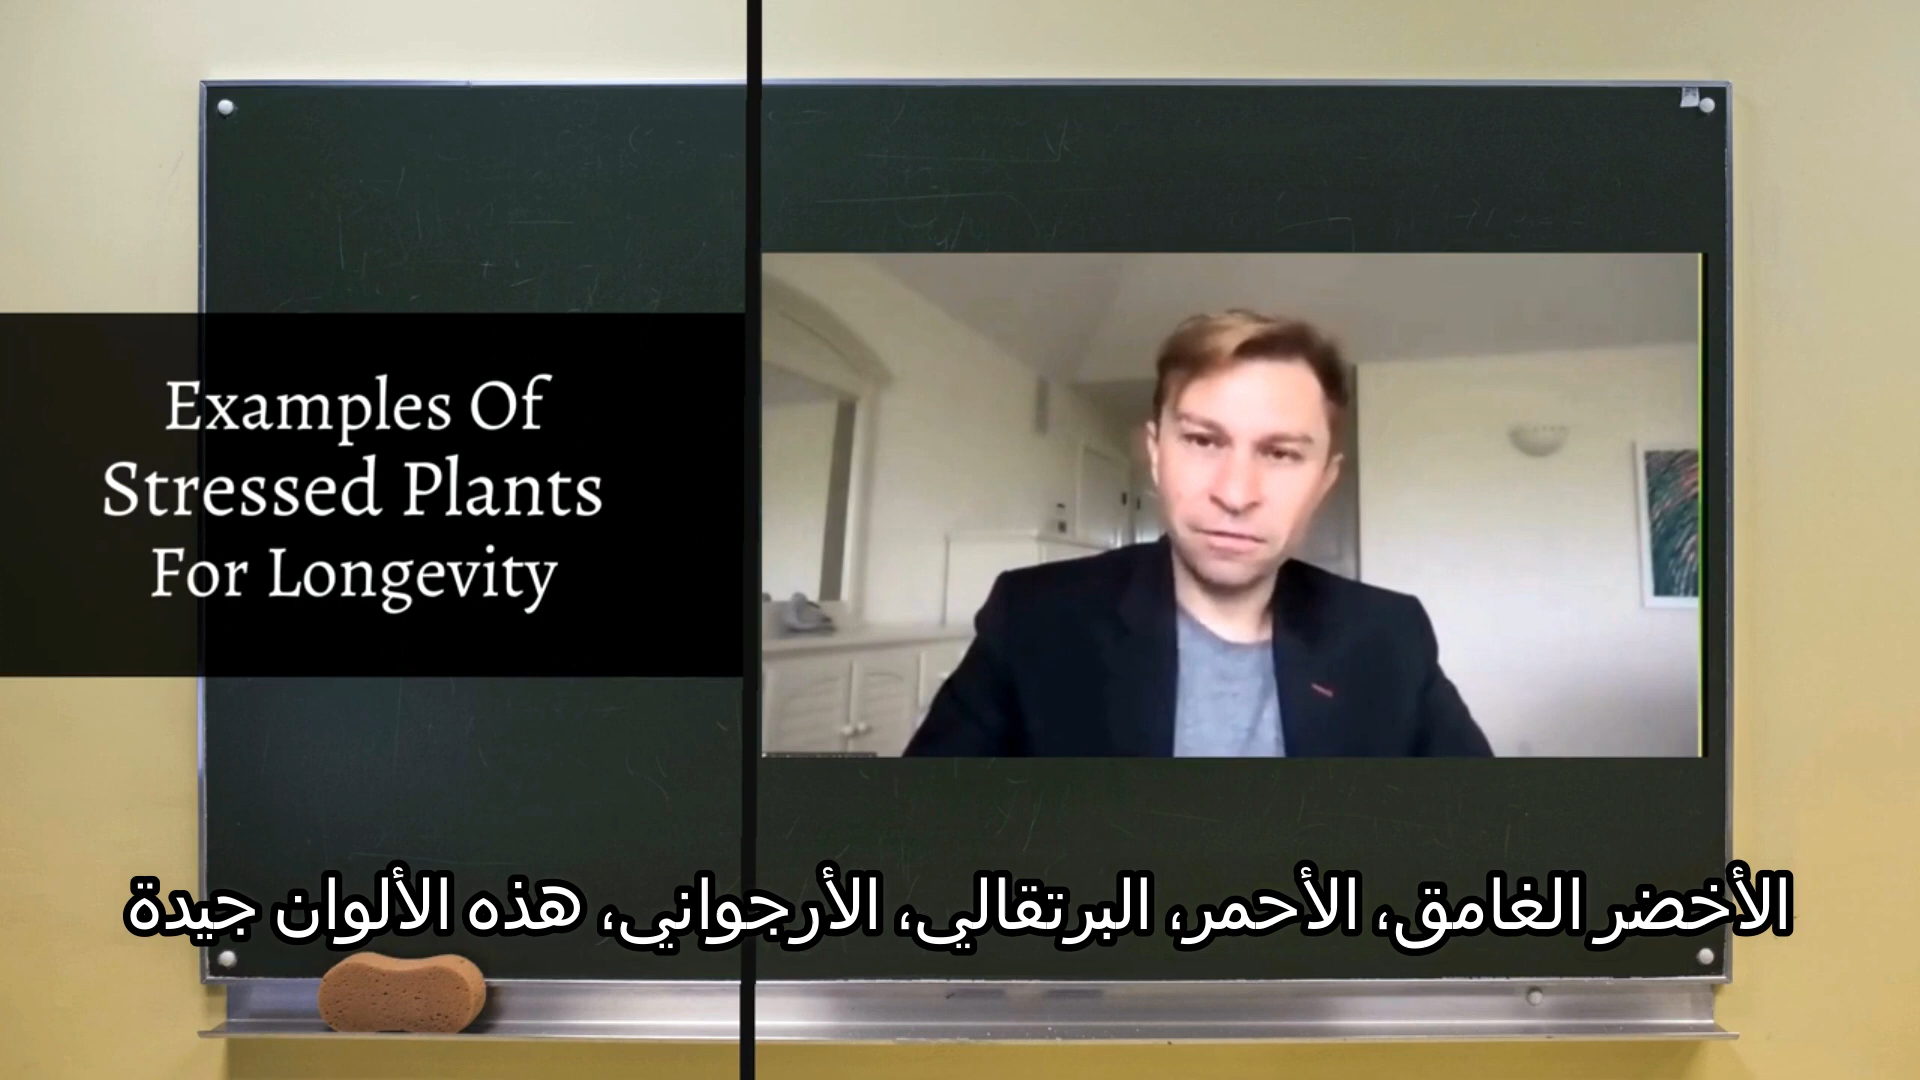 Examples Of
Stressed Plants
For Longevity
الأخضر الغامق، الأحمر، البرتقالي، الأرجواني، هذه الألوان جيدة